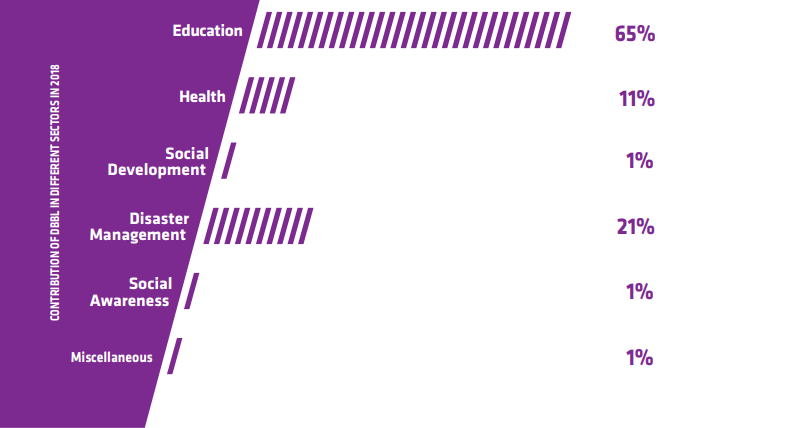 CONTRIBUTION OF DBBL IN DIFFERENT SECTORS IN 2018
Education 65%
Health 11%
Social
Development 1%
Disaster
Management 21%
Social
Awareness 1%
Miscellaneous 1%